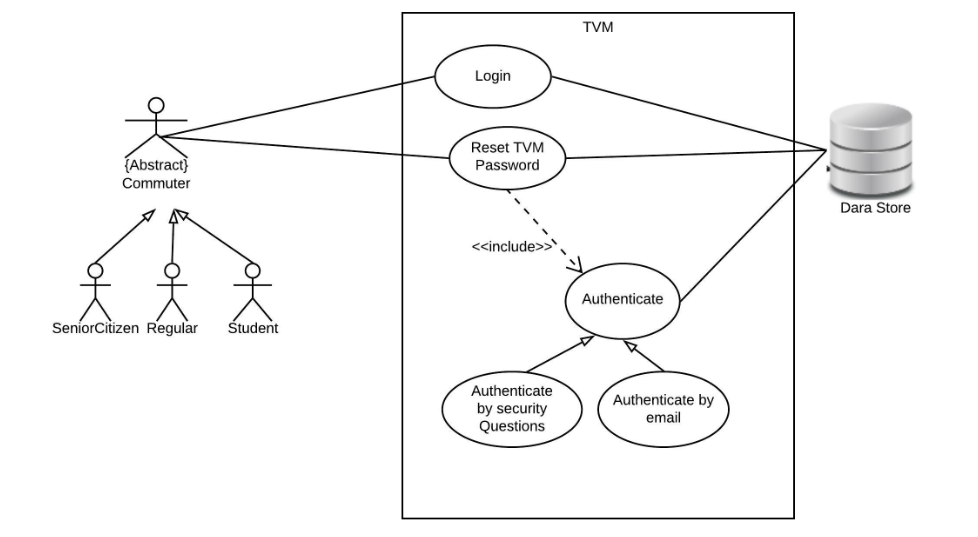 TVM
Login
Reset TVM
Password
{Abstract}
Commuter
Dara Store
<<include>>
Authenticate
SeniorCitizen
Regular
Student
Authenticate
by security
Questions
Authenticate by
email